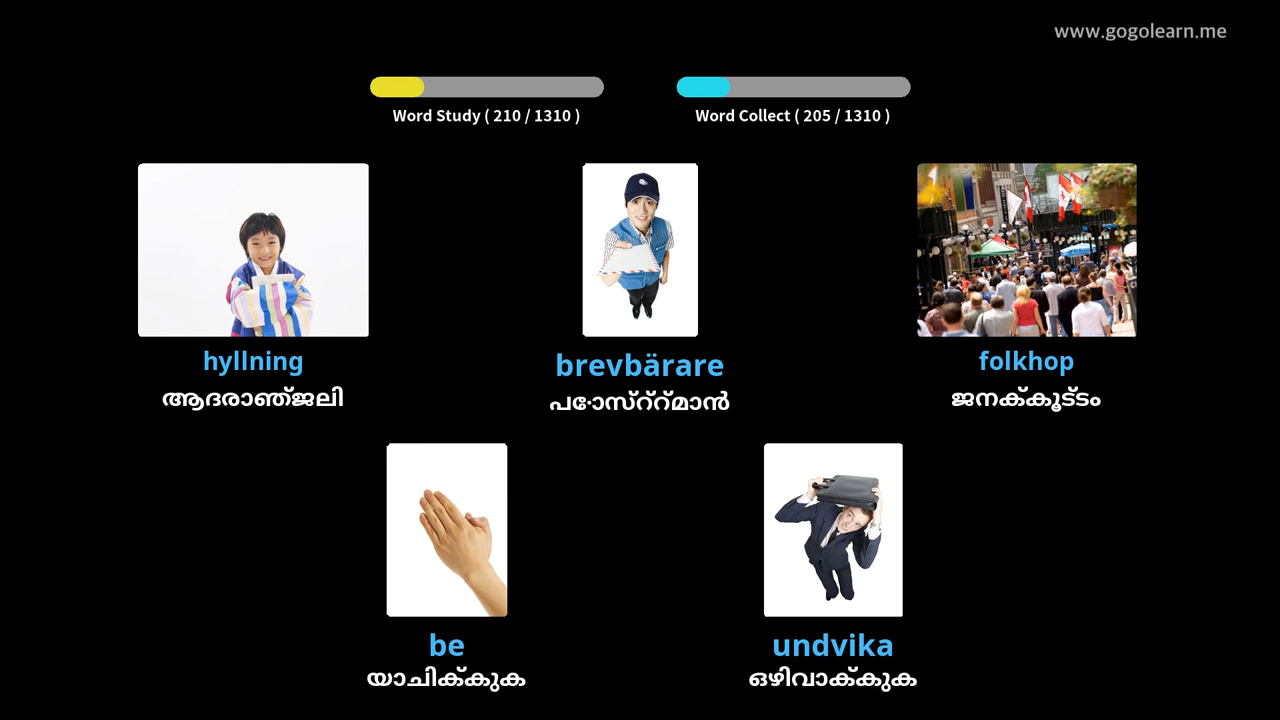 www.gogolearn.me
Word Study ( 210 / 1310 )
Word Collect ( 205 / 1310 )
hyllning
brevbärare
folkhop
ആദരാഞ്ജലി
പോസ്റ്റ്മാൻ
ജനക്കൂട്ടം
be
undvika
യാചിക്കുക
ഒഴിവാക്കുക